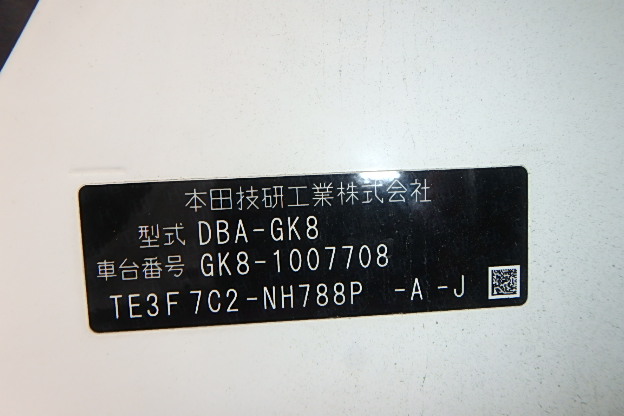 本田技研工業株式会社
型式 DBA-GK8
車台番号 GK8-1007708
TE3F7C2-NH788P -A-J